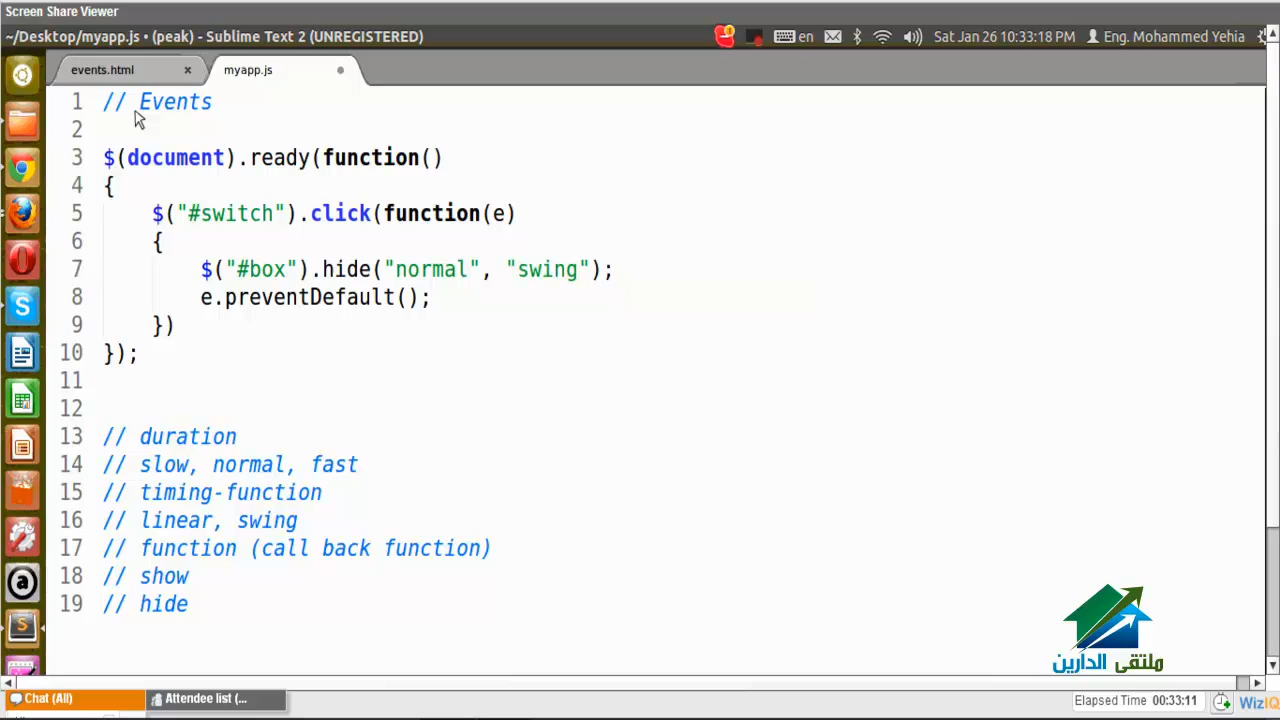 Screen Share Viewer
~/Desktop/myapp.js • (peak) - Sublime Text 2 (UNREGISTERED)
en
Sat Jan 26 10:33:18 PM
Eng. Mohammed Yehia
events.html
myapp.js
1 // Events
2
3 $(document).ready(function()
4 {
5 $("#switch").click(function(e)
6 {
7 $("#box").hide("normal", "swing");
8 e.preventDefault();
9 })
10 });
11
12
13 // duration
14 // slow, normal, fast
15 // timing-function
16 // linear, swing
17 // function (call back function)
18 // show
19 // hide
ملتقى الدارين
Chat (All)
Attendee list (...
Elapsed Time 00:33:11
WizIQ